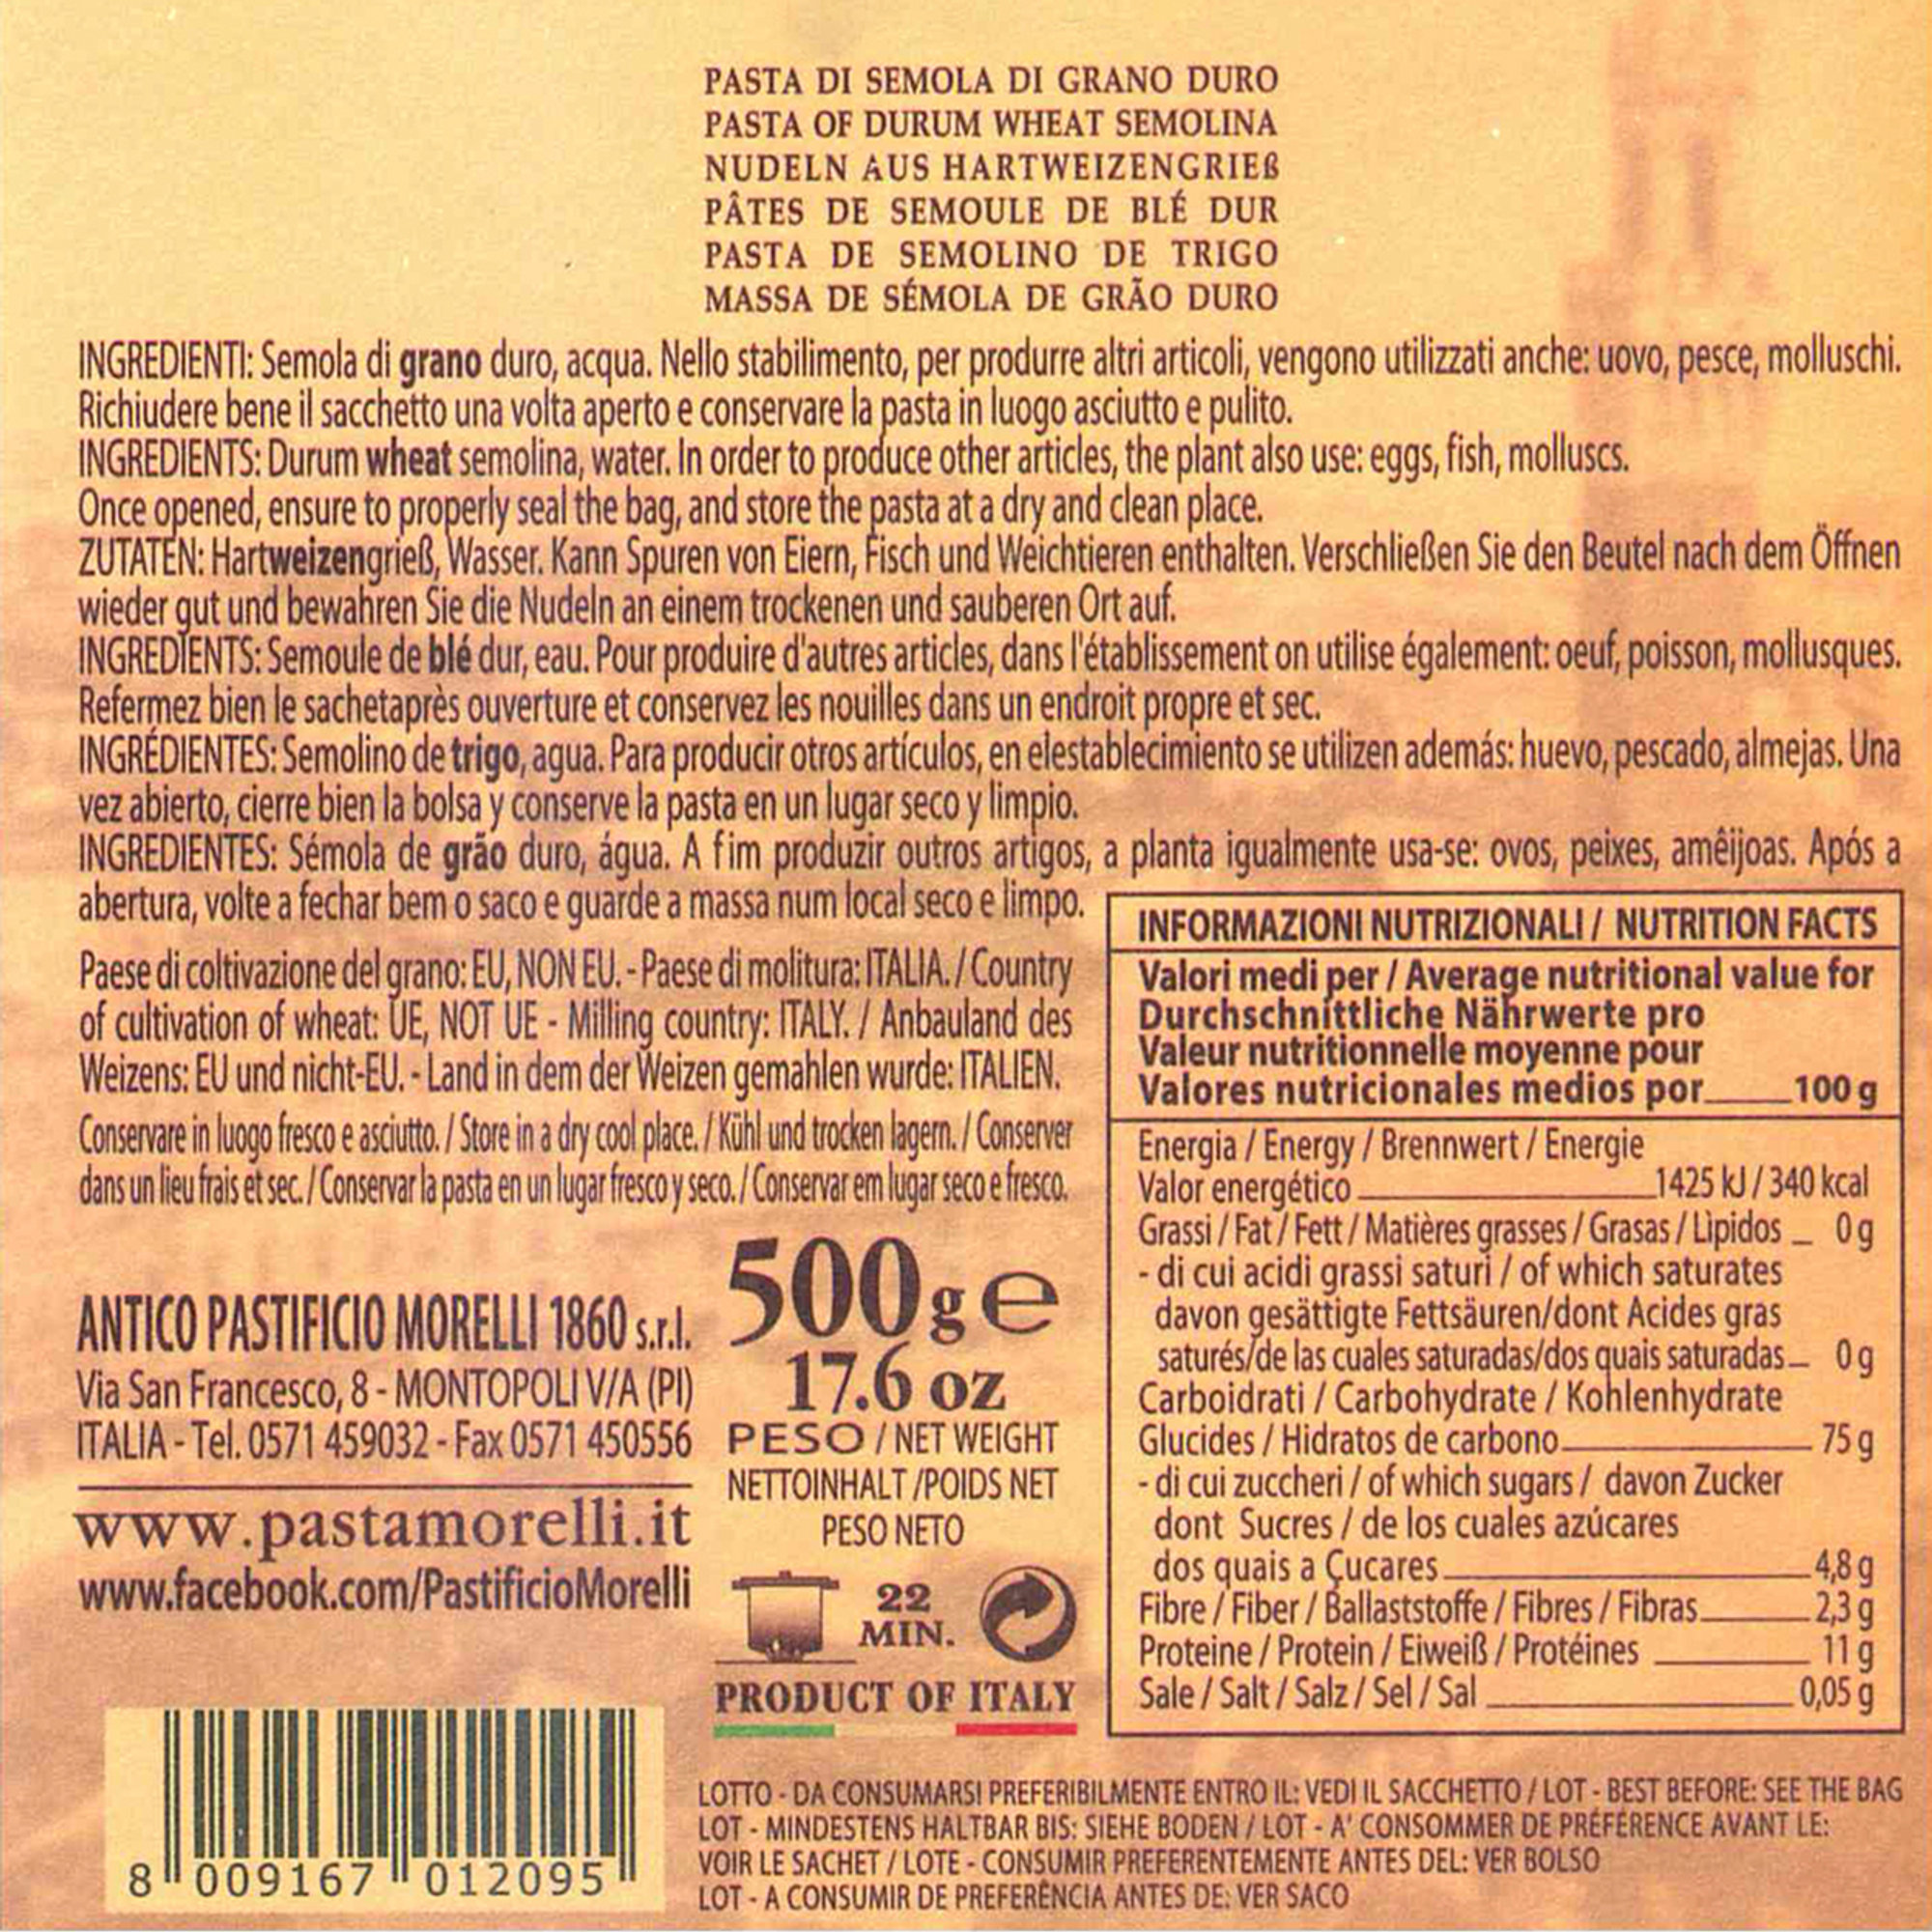 PASTA DI SEMOLA DI GRANO DURO
PASTA OF DURUM WHEAT SEMOLINA
NUDELN AUS HARTWEIZENGRIEß
PÂTES DE SEMOULE DE BLÉ DUR
PASTA DE SEMOLINO DE TRIGO
MASSA DE SÉMOLA DE GRÃO DURO
INGREDIENTI: Semola di grano duro, acqua. Nello stabilimento, per produrre altri articoli, vengono utilizzati anche: uovo, pesce, molluschi.
Richiudere bene il sacchetto una volta aperto e conservare la pasta in luogo asciutto e pulito.
INGREDIENTS: Durum wheat semolina, water. In order to produce other articles, the plant also use: eggs, fish, molluscs.
Once opened, ensure to properly seal the bag, and store the pasta at a dry and clean place.
ZUTATEN: Hartweizengrieß, Wasser. Kann Spuren von Eiern, Fisch und Weichtieren enthalten. Verschließen Sie den Beutel nach dem Öffnen
wieder gut und bewahren Sie die Nudeln an einem trockenen und sauberen Ort auf.
INGREDIENTS: Semoule de blé dur, eau. Pour produire d'autres articles, dans l'établissement on utilise également: oeuf, poisson, mollusques.
Refermez bien le sachetaprès ouverture et conservez les nouilles dans un endroit propre et sec.
INGRÉDIENTES: Semolino de trigo, agua. Para producir otros artículos, en elestablecimiento se utilizen además: huevo, pescado, almejas. Una
vez abierto, cierre bien la bolsa y conserve la pasta en un lugar seco y limpio.
INGREDIENTES: Sémola de grão duro, água. A fim produzir outros artigos, a planta igualmente usa-se: ovos, peixes, amêijoas. Após a
abertura, volte a fechar bem o saco e guarde a massa num local seco e limpo.
Paese di coltivazione del grano: EU, NON EU. - Paese di molitura: ITALIA. / Country
of cultivation of wheat: UE, NOT UE - Milling country: ITALY. / Anbauland des
Weizens: EU und nicht-EU. - Land in dem der Weizen gemahlen wurde: ITALIEN.
Conservare in luogo fresco e asciutto. / Store in a dry cool place. / Kühl und trocken lagern. / Conserver
dans un lieu frais et sec. / Conservar la pasta en un lugar fresco y seco. / Conservar em lugar seco e fresco.
ANTICO PASTIFICIO MORELLI 1860 s.r.l.
Via San Francesco, 8 - MONTOPOLI V/A (PI)
ITALIA - Tel. 0571 459032 - Fax 0571 450556
www.pastamorelli.it
www.facebook.com/PastificioMorelli
500g e
17.6 oz
PESO / NET WEIGHT
NETTOINHALT /POIDS NET
PESO NETO
22
MIN.
PRODUCT OF ITALY
INFORMAZIONI NUTRIZIONALI / NUTRITION FACTS
Valori medi per / Average nutritional value for
Durchschnittliche Nährwerte pro
Valeur nutritionnelle moyenne pour
Valores nutricionales medios por 100 g
Energia / Energy / Brennwert / Energie
Valor energético 1425 kJ / 340 kcal
Grassi / Fat / Fett / Matières grasses / Grasas / Lìpidos 0 g
- di cui acidi grassi saturi / of which saturates
davon gesättigte Fettsäuren/dont Acides gras
saturés/de las cuales saturadas/dos quais saturadas 0 g
Carboidrati / Carbohydrate / Kohlenhydrate
Glucides / Hidratos de carbono 75 g
- di cui zuccheri / of which sugars / davon Zucker
dont Sucres / de los cuales azúcares
dos quais a Çucares 4,8 g
Fibre / Fiber / Ballaststoffe / Fibres / Fibras 2,3 g
Proteine / Protein / Eiweiß / Protéines 11 g
Sale / Salt / Salz / Sel / Sal 0,05 g
8 009167 012095
LOTTO - DA CONSUMARSI PREFERIBILMENTE ENTRO IL: VEDI IL SACCHETTO / LOT - BEST BEFORE: SEE THE BAG
LOT - MINDESTENS HALTBAR BIS: SIEHE BODEN / LOT - A' CONSOMMER DE PRÉFÉRENCE AVANT LE:
VOIR LE SACHET / LOTE - CONSUMIR PREFERENTEMENTE ANTES DEL: VER BOLSO
LOT - A CONSUMIR DE PREFERÊNCIA ANTES DE: VER SACO